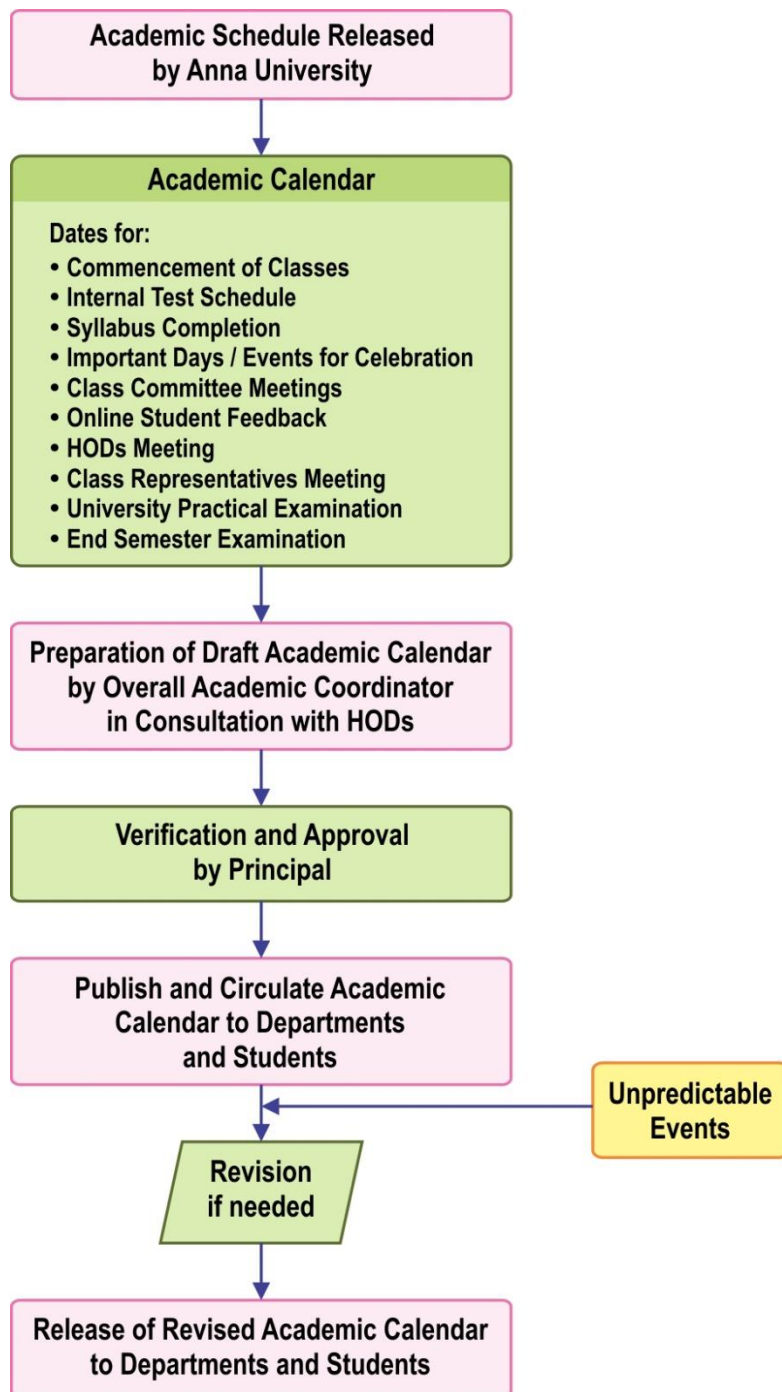 Academic Schedule Released
by Anna University
Academic Calendar
Dates for:
• Commencement of Classes
• Internal Test Schedule
• Syllabus Completion
• Important Days / Events for Celebration
• Class Committee Meetings
• Online Student Feedback
• HODs Meeting
• Class Representatives Meeting
• University Practical Examination
• End Semester Examination
Preparation of Draft Academic Calendar
by Overall Academic Coordinator
in Consultation with HODs
Verification and Approval
by Principal
Publish and Circulate Academic
Calendar to Departments
and Students
Unpredictable
Events
Revision
if needed
Release of Revised Academic Calendar
to Departments and Students